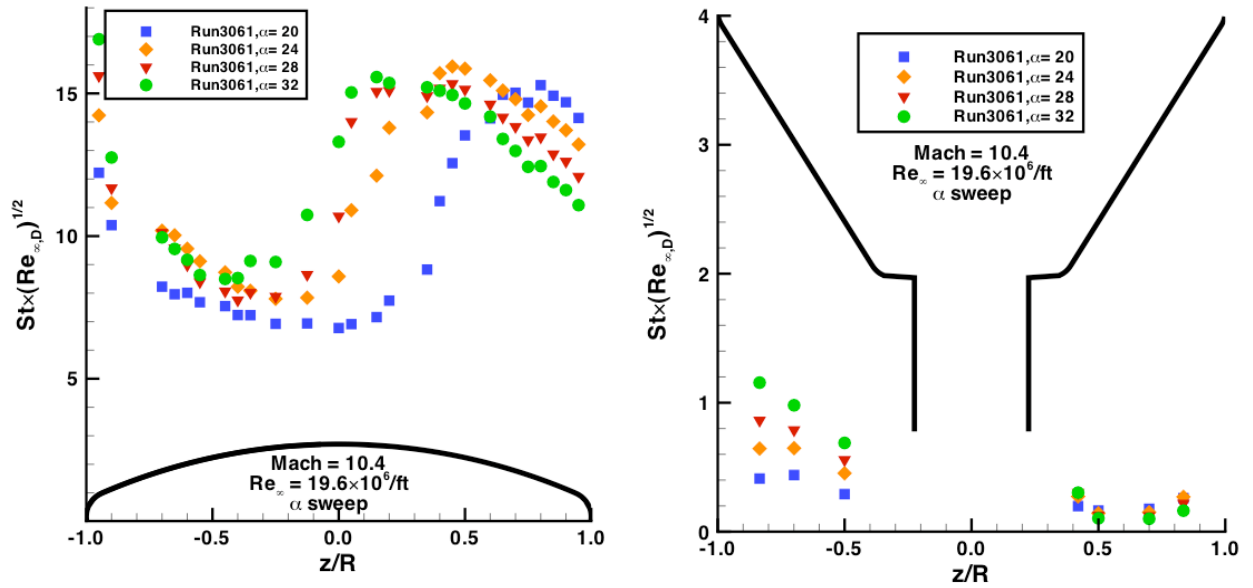 Run3061,α= 20
Run3061,α= 24
Run3061,α= 28
Run3061,α= 32
15
10
5
St×(Re∞,D)1/2
Mach = 10.4
Re∞ = 19.6×10⁶/ft
α sweep
-1.0
-0.5
0.0
0.5
1.0
z/R
4
3
2
1
0
St×(Re∞,D)1/2
Run3061,α= 20
Run3061,α= 24
Run3061,α= 28
Run3061,α= 32
Mach = 10.4
Re∞ = 19.6×10⁶/ft
α sweep
-1.0
-0.5
0.0
0.5
1.0
z/R